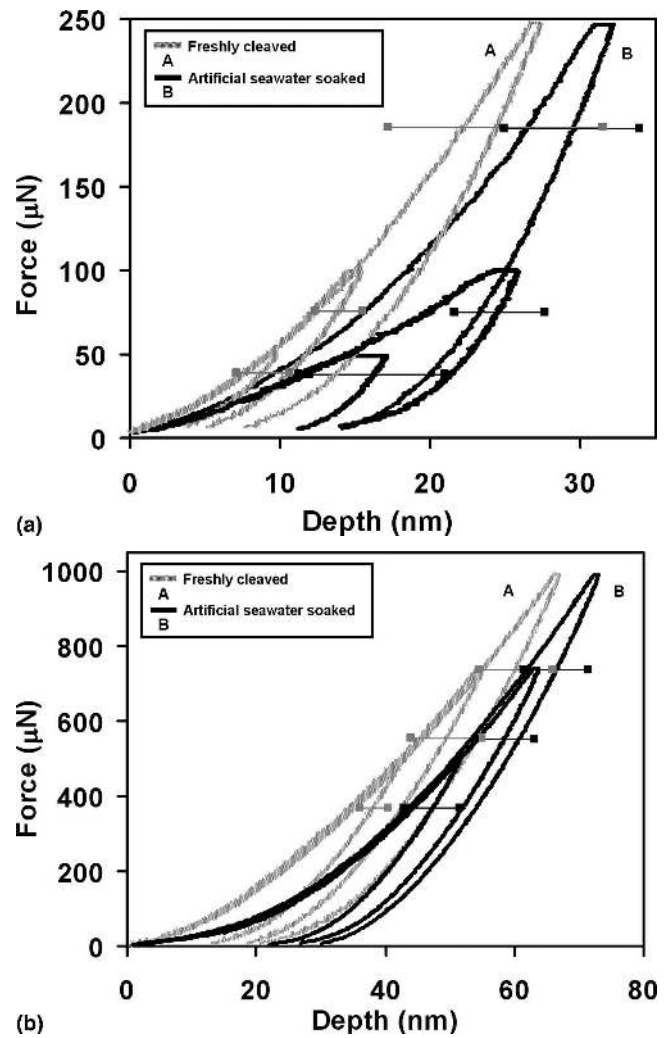 250
200
150
100
50
0
Force (µN)
Freshly cleaved
A
Artificial seawater soaked
B
A
B
0
10
20
30
Depth (nm)
(a)
1000
800
600
400
200
0
Force (µN)
Freshly cleaved
A
Artificial seawater soaked
B
A
B
0
20
40
60
80
Depth (nm)
(b)